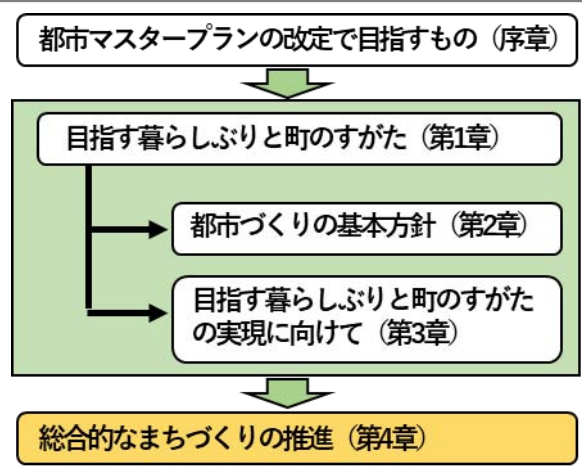 都市マスタープランの改定で目指すもの（序章）
目指す暮らしぶりと町のすがた（第1章）
都市づくりの基本方針（第2章）
目指す暮らしぶりと町のすがた
の実現に向けて（第3章）
総合的なまちづくりの推進（第4章）